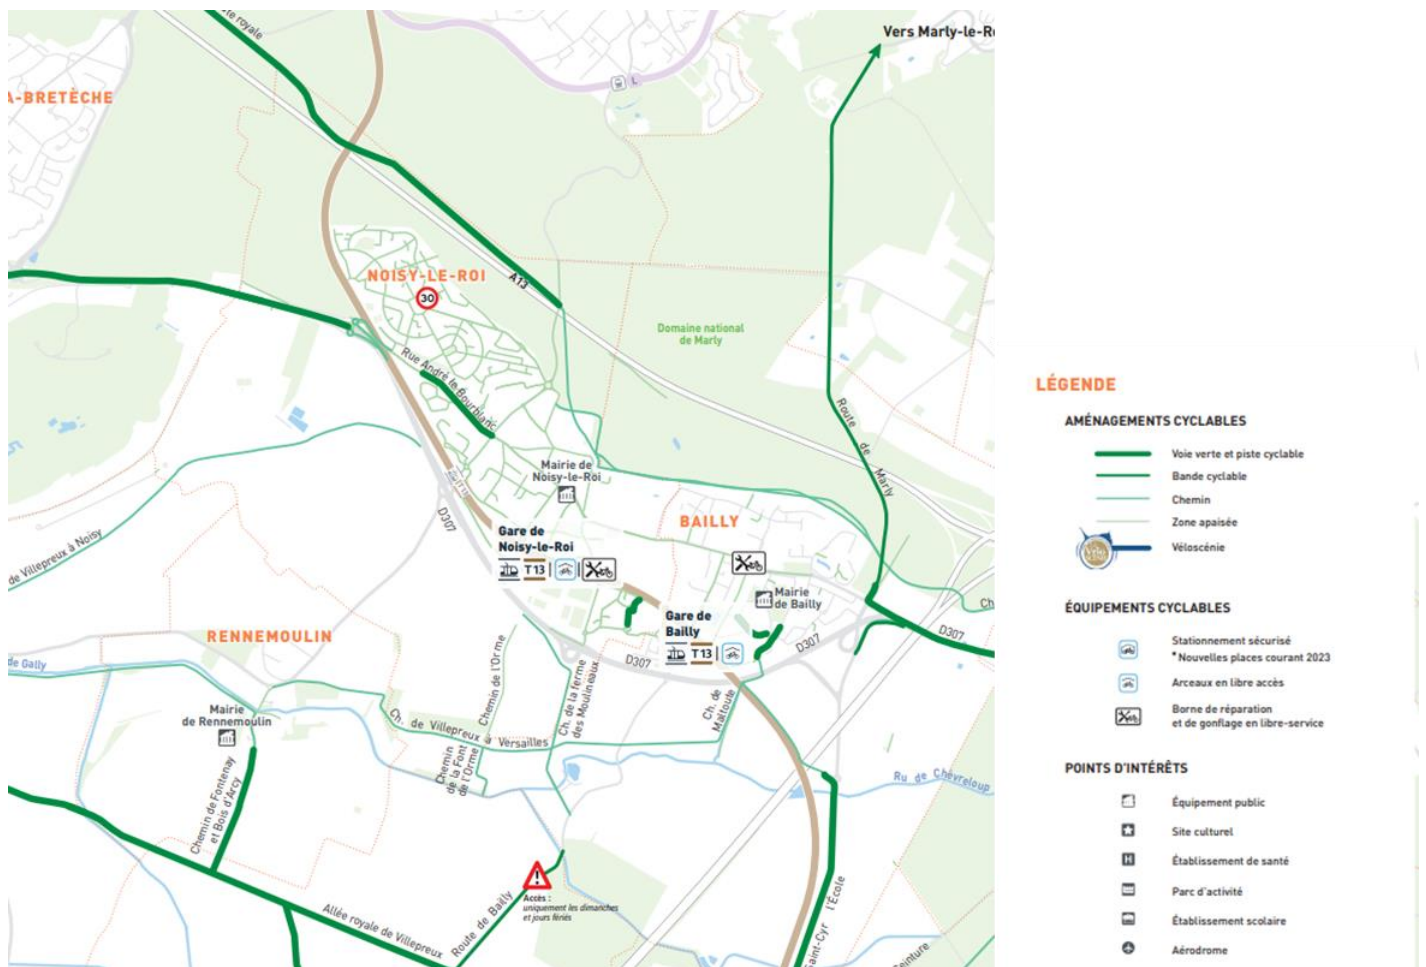 te royale
Vers Marly-le-R
L
A-BRETÈCHE
NOISY-LE-ROI
30
A13
Domaine national
de Marly
Rue André le Bourblanc
Route de Marly
Mairie de
Noisy-le-Roi
D307
BAILLY
Gare de
Noisy-le-Roi
T13
de Villepreux à Noisy
Mairie
de Bailly
Gare de
Bailly
T13
D307
D307
D307
Ch
RENNEMOULIN
de Gally
Mairie
de Rennemoulin
Chemin de l'Orme
Ch. de la ferme
des Moulineaux
Ch. de
Maltoute
Ch. de Villepreux à Versailles
Chemin
de la Font
de l'Orme
Ru de Chèvreloup
Chemin de Fontenay
et Bois d'Arcy
Accès :
uniquement les dimanches
et jours fériés
Allée royale de Villepreux
Route de Bailly
Saint-Cyr l'École
einture
LÉGENDE
AMÉNAGEMENTS CYCLABLES
Voie verte et piste cyclable
Bande cyclable
Chemin
Zone apaisée
Véloscénie
ÉQUIPEMENTS CYCLABLES
Stationnement sécurisé
*Nouvelles places courant 2023
Arceaux en libre accès
Borne de réparation
et de gonflage en libre-service
POINTS D'INTÉRÊTS
Équipement public
Site culturel
H
Établissement de santé
Parc d'activité
Établissement scolaire
Aérodrome